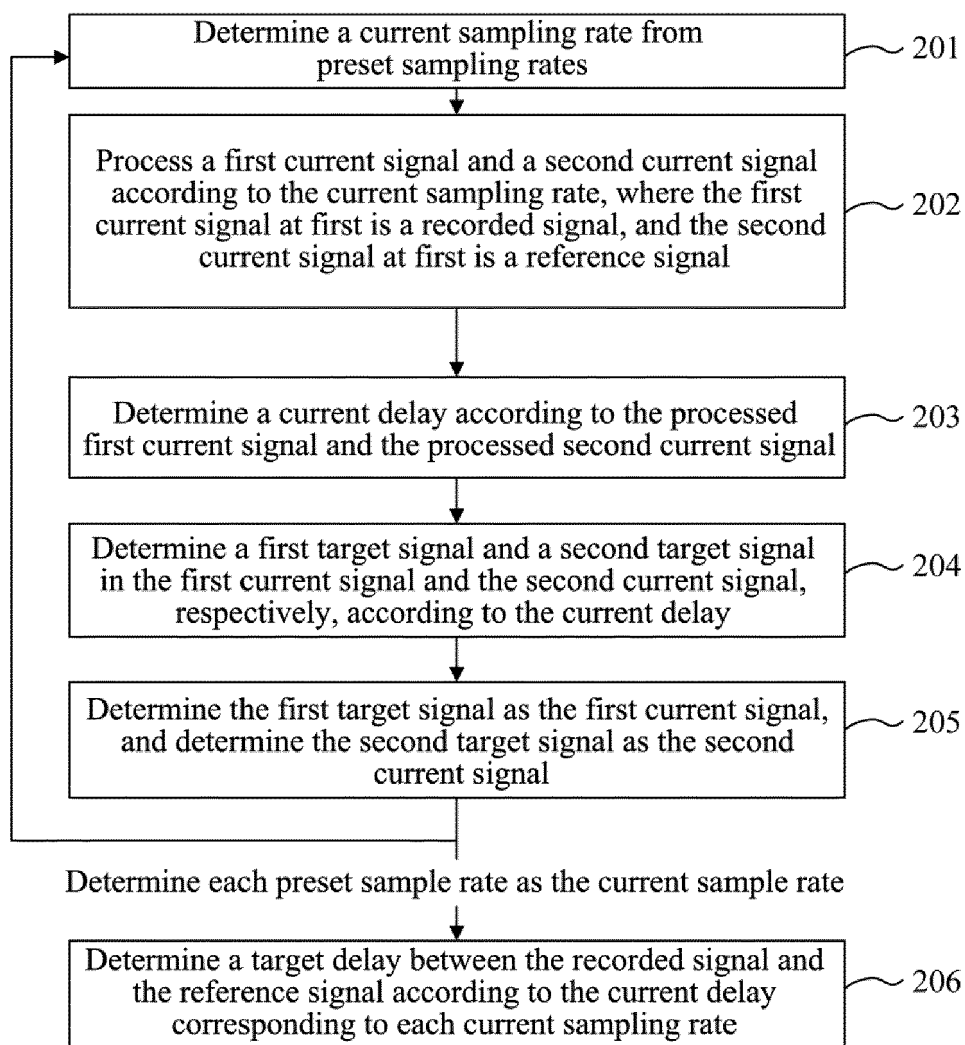 Determine a current sampling rate from
preset sampling rates
201
Process a first current signal and a second current signal
according to the current sampling rate, where the first
current signal at first is a recorded signal, and the second
current signal at first is a reference signal
202
Determine a current delay according to the processed
first current signal and the processed second current signal
203
Determine a first target signal and a second target signal
in the first current signal and the second current signal,
respectively, according to the current delay
204
Determine the first target signal as the first current signal,
and determine the second target signal as the second
current signal
205
Determine each preset sample rate as the current sample rate
Determine a target delay between the recorded signal and
the reference signal according to the current delay
corresponding to each current sampling rate
206